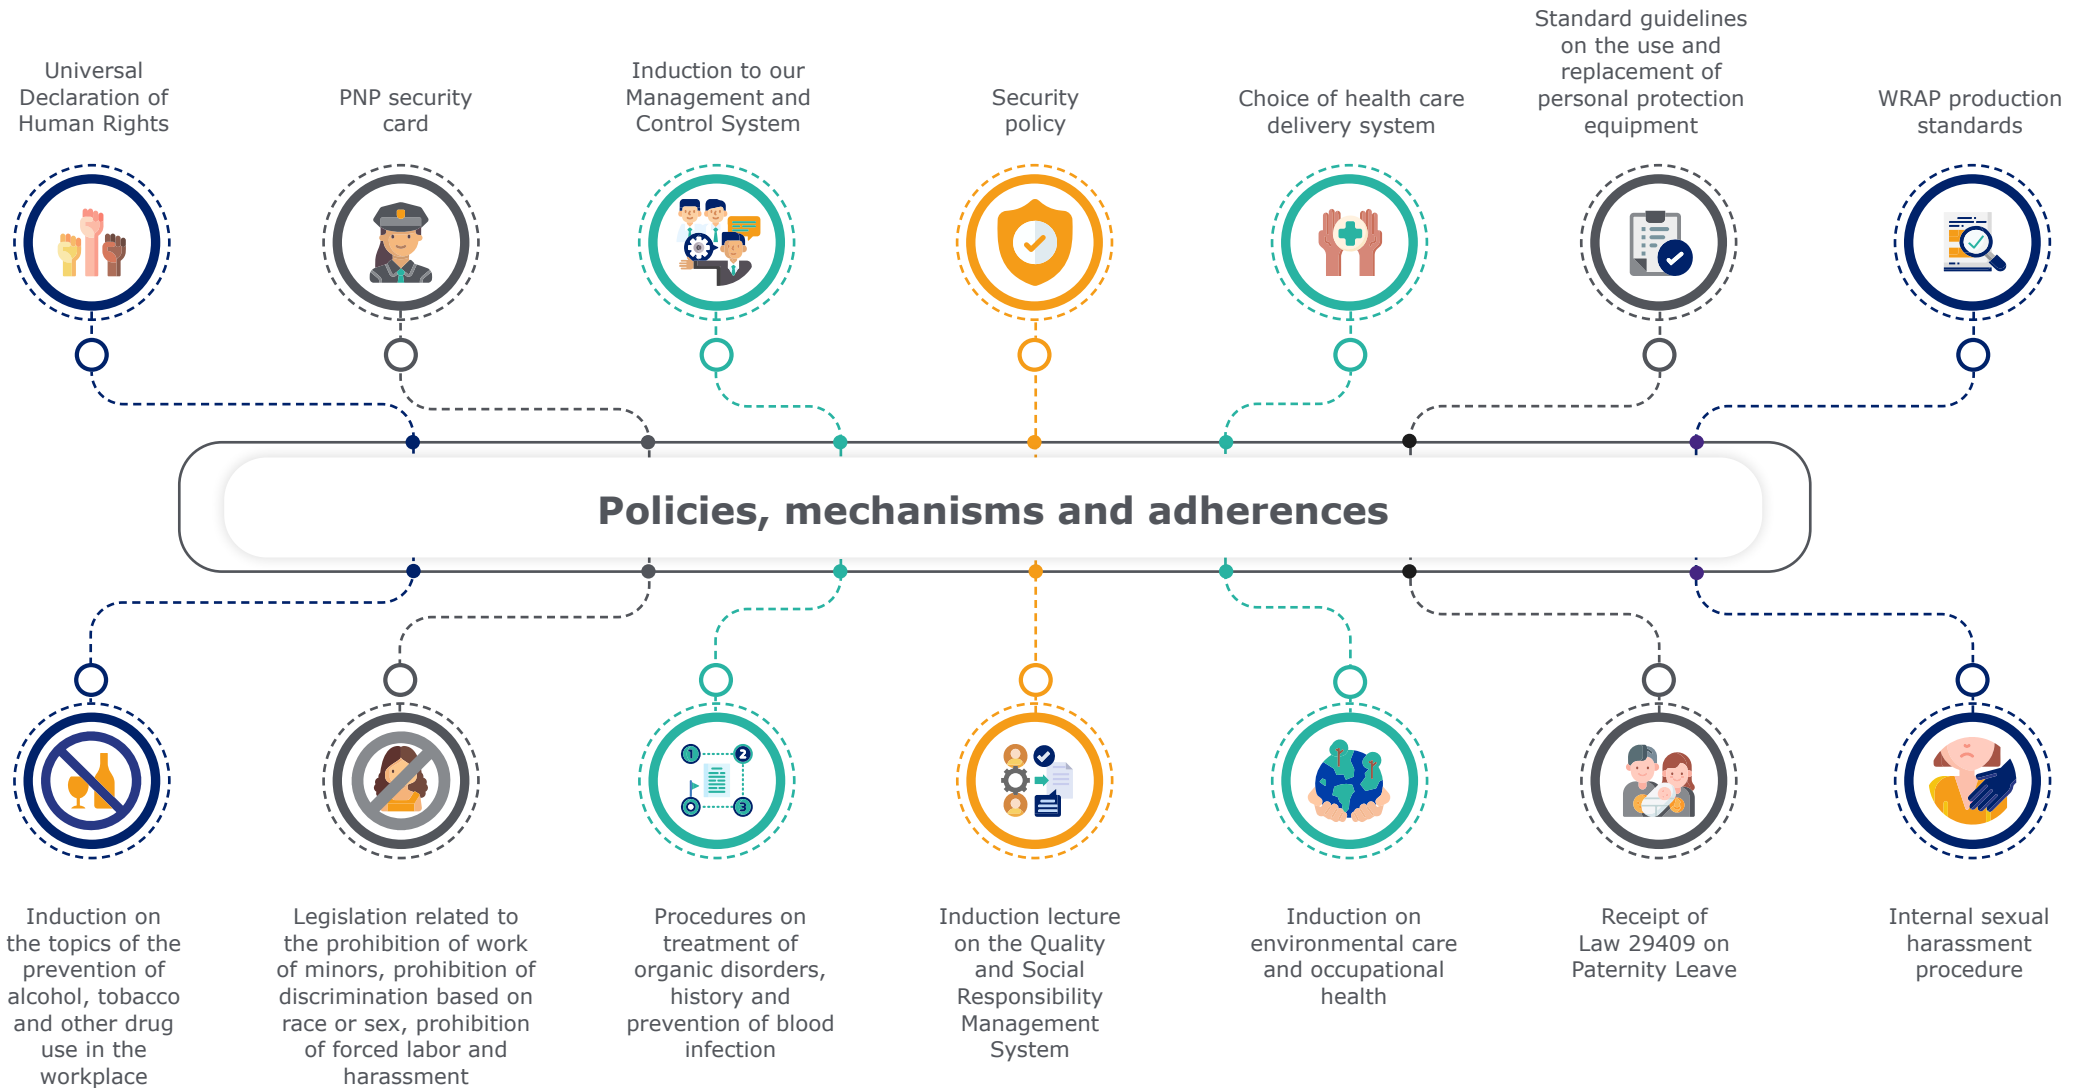 Universal
Declaration of
Human Rights
PNP security
card
Induction to our
Management and
Control System
Security
policy
Choice of health care
delivery system
Standard guidelines
on the use and
replacement of
personal protection
equipment
WRAP production
standards
Policies, mechanisms and adherences
1
2
3
Induction on
the topics of the
prevention of
alcohol, tobacco
and other drug
use in the
workplace
Legislation related to
the prohibition of work
of minors, prohibition of
discrimination based on
race or sex, prohibition
of forced labor and
harassment
Procedures on
treatment of
organic disorders,
history and
prevention of blood
infection
Induction lecture
on the Quality
and Social
Responsibility
Management
System
Induction on
environmental care
and occupational
health
Receipt of
Law 29409 on
Paternity Leave
Internal sexual
harassment
procedure